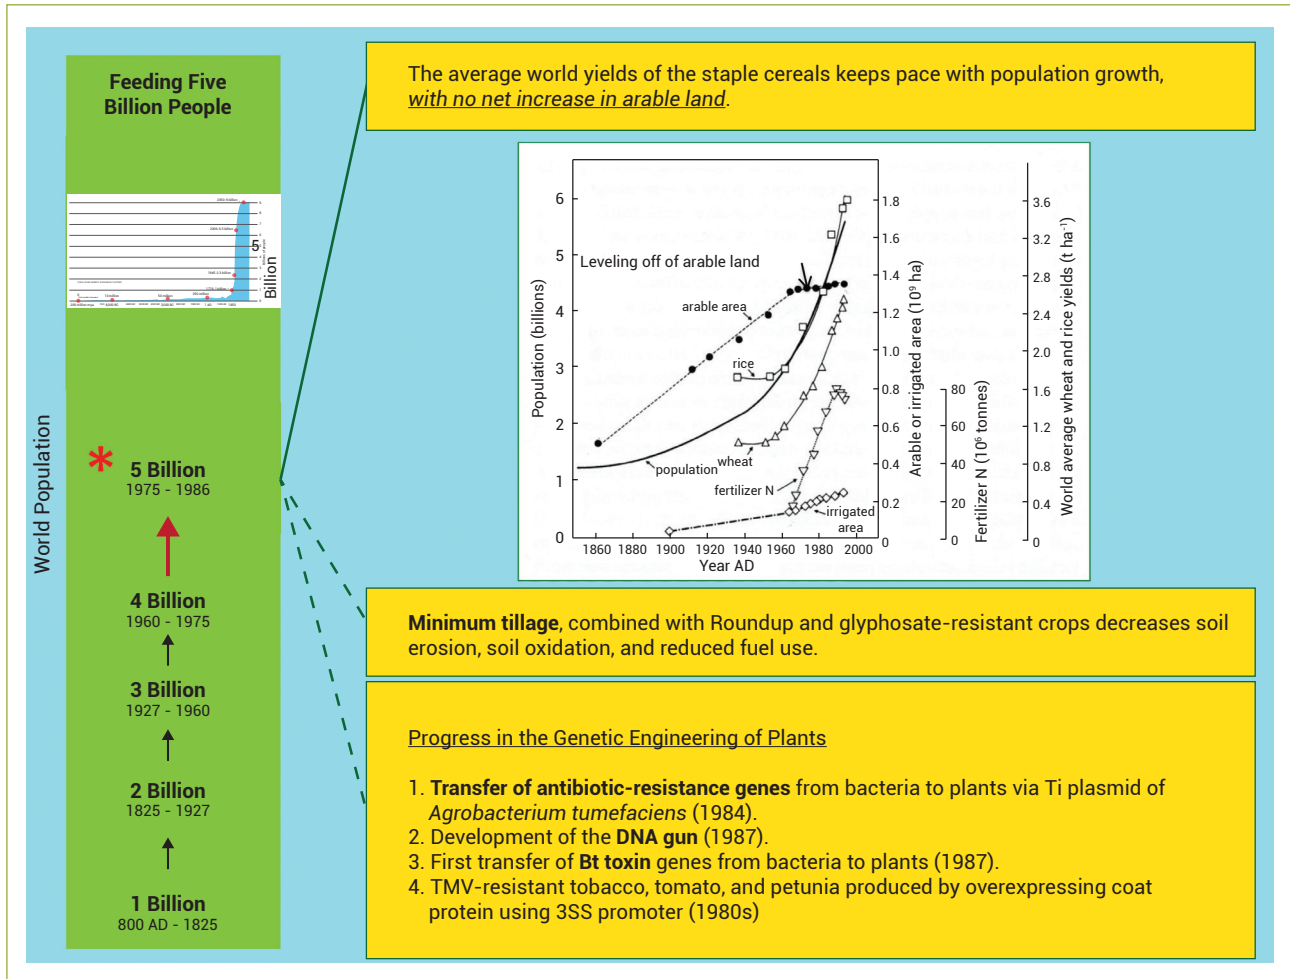 Feeding Five
Billion People
5
Billion
World Population
*
5 Billion
1975 - 1986
4 Billion
1960 - 1975
3 Billion
1927 - 1960
2 Billion
1825 - 1927
1 Billion
800 AD - 1825
The average world yields of the staple cereals keeps pace with population growth,
with no net increase in arable land.
Population (billions)
6
5
4
3
2
1
0
1860 1880 1900 1920 1940 1960 1980 2000
Year AD
Leveling off of arable land
arable area
rice
population
wheat
fertilizer N
irrigated
area
1.8
1.6
1.4
1.2
1.0
0.8
0.6
0.4
0.2
0
Arable or irrigated area (10⁹ ha)
80
60
40
20
0
Fertilizer N (10⁶ tonnes)
3.6
3.2
2.8
2.4
2.0
1.6
1.2
0.8
0.4
0
World average wheat and rice yields (t ha⁻¹)
Minimum tillage, combined with Roundup and glyphosate-resistant crops decreases soil
erosion, soil oxidation, and reduced fuel use.
Progress in the Genetic Engineering of Plants
1. Transfer of antibiotic-resistance genes from bacteria to plants via Ti plasmid of
Agrobacterium tumefaciens (1984).
2. Development of the DNA gun (1987).
3. First transfer of Bt toxin genes from bacteria to plants (1987).
4. TMV-resistant tobacco, tomato, and petunia produced by overexpressing coat
protein using 3SS promoter (1980s)